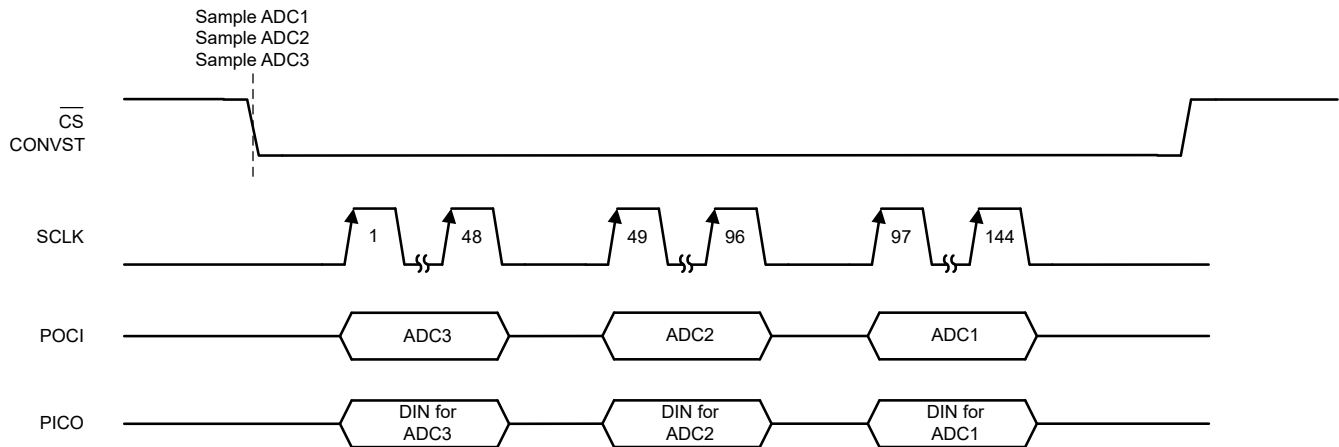 Sample ADC1
Sample ADC2
Sample ADC3
CS
CONVST
SCLK
1
48
49
96
97
144
POCI
ADC3
ADC2
ADC1
PICO
DIN for
ADC3
DIN for
ADC2
DIN for
ADC1